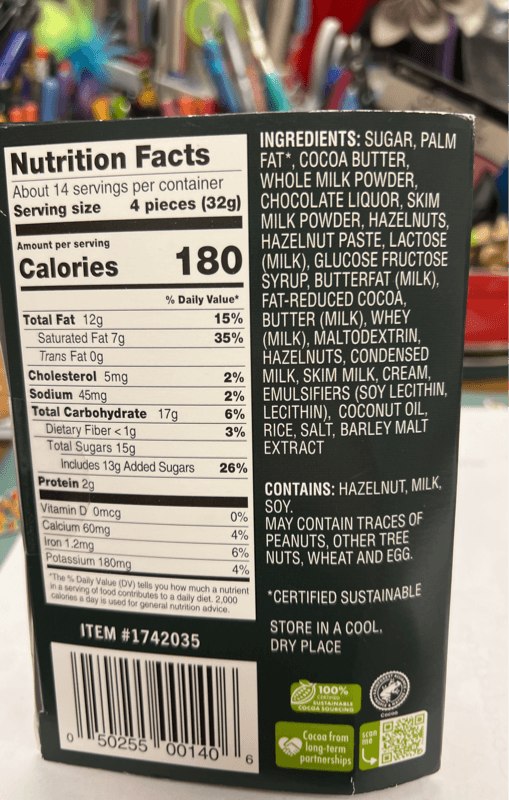 Nutrition Facts
About 14 servings per container
Serving size 4 pieces (32g)
Amount per serving
Calories 180
% Daily Value*
Total Fat 12g 15%
Saturated Fat 7g 35%
Trans Fat 0g
Cholesterol 5mg 2%
Sodium 45mg 2%
Total Carbohydrate 17g 6%
Dietary Fiber < 1g 3%
Total Sugars 15g
Includes 13g Added Sugars 26%
Protein 2g
Vitamin D 0mcg 0%
Calcium 60mg 4%
Iron 1.2mg 6%
Potassium 180mg 4%
*The % Daily Value (DV) tells you how much a nutrient
in a serving of food contributes to a daily diet. 2,000
calories a day is used for general nutrition advice.
ITEM #1742035
0 50255 00140 6
INGREDIENTS: SUGAR, PALM
FAT*, COCOA BUTTER,
WHOLE MILK POWDER,
CHOCOLATE LIQUOR, SKIM
MILK POWDER, HAZELNUTS,
HAZELNUT PASTE, LACTOSE
(MILK), GLUCOSE FRUCTOSE
SYRUP, BUTTERFAT (MILK),
FAT-REDUCED COCOA,
BUTTER (MILK), WHEY
(MILK), MALTODEXTRIN,
HAZELNUTS, CONDENSED
MILK, SKIM MILK, CREAM,
EMULSIFIERS (SOY LECITHIN,
LECITHIN), COCONUT OIL,
RICE, SALT, BARLEY MALT
EXTRACT
CONTAINS: HAZELNUT, MILK,
SOY.
MAY CONTAIN TRACES OF
PEANUTS, OTHER TREE
NUTS, WHEAT AND EGG.
*CERTIFIED SUSTAINABLE
STORE IN A COOL,
DRY PLACE
100%
CERTIFIED
SUSTAINABLE
COCOA SOURCING
Cocoa
Cocoa from
long-term
partnerships
scan
me